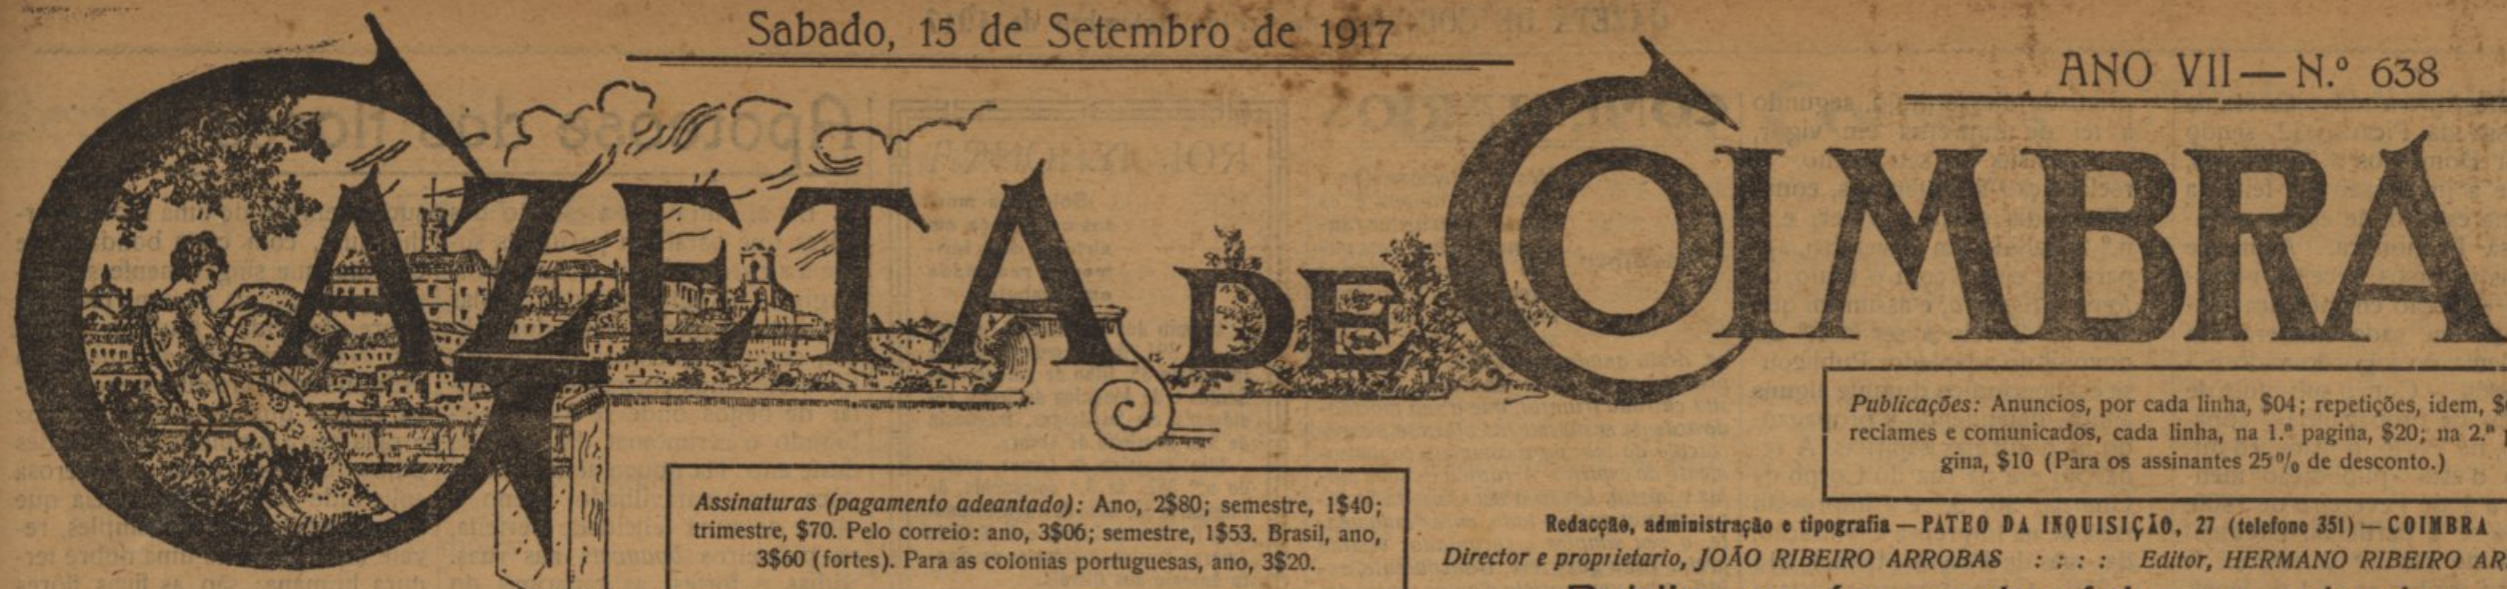 Sabado, 15 de Setembro de 1917
ANO VII — N.º 638
GAZETA DE COIMBRA
Publicações: Anuncios, por cada linha, $04; repetições, idem,
reclames e comunicados, cada linha, na 1.ª pagina, $20; na 2.ª
gina, $10 (Para os assinantes 25% de desconto.)
Assinaturas (pagamento adeantado): Ano, 2$80; semestre, 1$40;
trimestre, $70. Pelo correio: ano, 3$06; semestre, 1$53. Brasil, ano,
3$60 (fortes). Para as colonias portuguesas, ano, 3$20.
Redacção, administração e tipografia — PATEO DA INQUISIÇÃO, 27 (telefone 351) — COIMBRA
Director e proprietario, JOÃO RIBEIRO ARROBAS : : : : Editor, HERMANO RIBEIRO